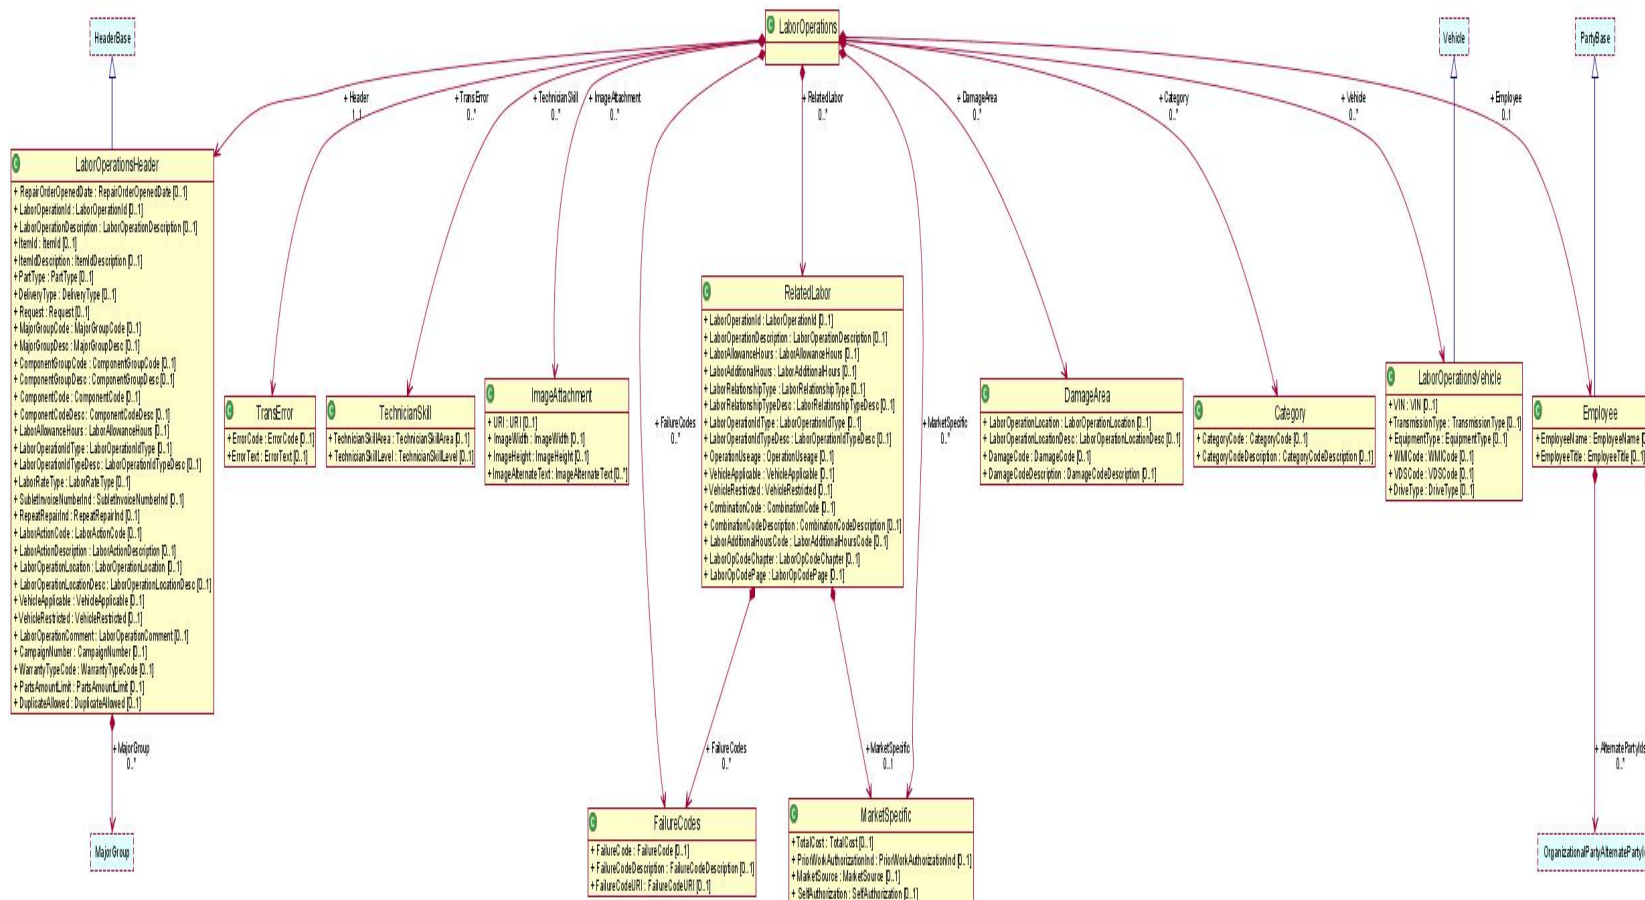 LaborOperations
HeaderBase
Vehicle
PartyBase
+ Header
1..1
+ TransError
0..*
+ TechnicianSkill
0..*
+ ImageAttachment
0..*
+ RelatedLabor
0..*
+ DamageArea
0..*
+ Category
0..*
+ Vehicle
0..*
+ Employee
0..1
LaborOperationsHeader
+ RepairOrderOpenedDate : RepairOrderOpenedDate [0..1]
+ LaborOperationId : LaborOperationId [0..1]
+ LaborOperationDescription : LaborOperationDescription [0..1]
+ ItemId : ItemId [0..1]
+ ItemIdDescription : ItemIdDescription [0..1]
+ PartType : PartType [0..1]
+ DeliveryType : DeliveryType [0..1]
+ Request : Request [0..1]
+ MajorGroupCode : MajorGroupCode [0..1]
+ MajorGroupDesc : MajorGroupDesc [0..1]
+ ComponentGroupCode : ComponentGroupCode [0..1]
+ ComponentGroupDesc : ComponentGroupDesc [0..1]
+ ComponentCode : ComponentCode [0..1]
+ ComponentCodeDesc : ComponentCodeDesc [0..1]
+ LaborAllowanceHours : LaborAllowanceHours [0..1]
+ LaborOperationIdType : LaborOperationIdType [0..1]
+ LaborOperationIdTypeDesc : LaborOperationIdTypeDesc [0..1]
+ LaborRateType : LaborRateType [0..1]
+ SubletInvoiceNumberInd : SubletInvoiceNumberInd [0..1]
+ RepeatRepairInd : RepeatRepairInd [0..1]
+ LaborActionCode : LaborActionCode [0..1]
+ LaborActionDescription : LaborActionDescription [0..1]
+ LaborOperationLocation : LaborOperationLocation [0..1]
+ LaborOperationLocationDesc : LaborOperationLocationDesc [0..1]
+ VehicleApplicable : VehicleApplicable [0..1]
+ VehicleRestricted : VehicleRestricted [0..1]
+ LaborOperationComment : LaborOperationComment [0..1]
+ CampaignNumber : CampaignNumber [0..1]
+ WarrantyTypeCode : WarrantyTypeCode [0..1]
+ PartsAmountLimit : PartsAmountLimit [0..1]
+ DuplicateAllowed : DuplicateAllowed [0..1]
TransError
+ ErrorCode : ErrorCode [0..1]
+ ErrorText : ErrorText [0..1]
TechnicianSkill
+ TechnicianSkillArea : TechnicianSkillArea [0..1]
+ TechnicianSkillLevel : TechnicianSkillLevel [0..1]
ImageAttachment
+ URI : URI [0..1]
+ ImageWidth : ImageWidth [0..1]
+ ImageHeight : ImageHeight [0..1]
+ ImageAlternateText : ImageAlternateText [0..*]
RelatedLabor
+ LaborOperationId : LaborOperationId [0..1]
+ LaborOperationDescription : LaborOperationDescription [0..1]
+ LaborAllowanceHours : LaborAllowanceHours [0..1]
+ LaborAdditionalHours : LaborAdditionalHours [0..1]
+ LaborRelationshipType : LaborRelationshipType [0..1]
+ LaborRelationshipTypeDesc : LaborRelationshipTypeDesc [0..1]
+ LaborOperationIdType : LaborOperationIdType [0..1]
+ LaborOperationIdTypeDesc : LaborOperationIdTypeDesc [0..1]
+ OperationUseage : OperationUseage [0..1]
+ VehicleApplicable : VehicleApplicable [0..1]
+ VehicleRestricted : VehicleRestricted [0..1]
+ CombinationCode : CombinationCode [0..1]
+ CombinationCodeDescription : CombinationCodeDescription [0..1]
+ LaborAdditionalHoursCode : LaborAdditionalHoursCode [0..1]
+ LaborOpCodeChapter : LaborOpCodeChapter [0..1]
+ LaborOpCodePage : LaborOpCodePage [0..1]
DamageArea
+ LaborOperationLocation : LaborOperationLocation [0..1]
+ LaborOperationLocationDesc : LaborOperationLocationDesc [0..1]
+ DamageCode : DamageCode [0..1]
+ DamageCodeDescription : DamageCodeDescription [0..1]
Category
+ CategoryCode : CategoryCode [0..1]
+ CategoryCodeDescription : CategoryCodeDescription [0..1]
LaborOperationsVehicle
+ VIN : VIN [0..1]
+ TransmissionType : TransmissionType [0..1]
+ EquipmentType : EquipmentType [0..1]
+ WMICode : WMICode [0..1]
+ VDSCode : VDSCode [0..1]
+ DriveType : DriveType [0..1]
Employee
+ EmployeeName : EmployeeName [0
+ EmployeeTitle : EmployeeTitle [0..1]
+ FailureCodes
0..*
+ MarketSpecific
0..*
+ MajorGroup
0..*
+ FailureCodes
0..*
+ MarketSpecific
0..1
+ AlternatePartyIds
0..*
MajorGroup
FailureCodes
+ FailureCode : FailureCode [0..1]
+ FailureCodeDescription : FailureCodeDescription [0..1]
+ FailureCodeURI : FailureCodeURI [0..1]
MarketSpecific
+ TotalCost : TotalCost [0..1]
+ PriorWorkAuthorizationInd : PriorWorkAuthorizationInd [0..1]
+ MarketSource : MarketSource [0..1]
+ SelfAuthorization : SelfAuthorization [0..1]
OrganizationalPartyAlternatePartyId